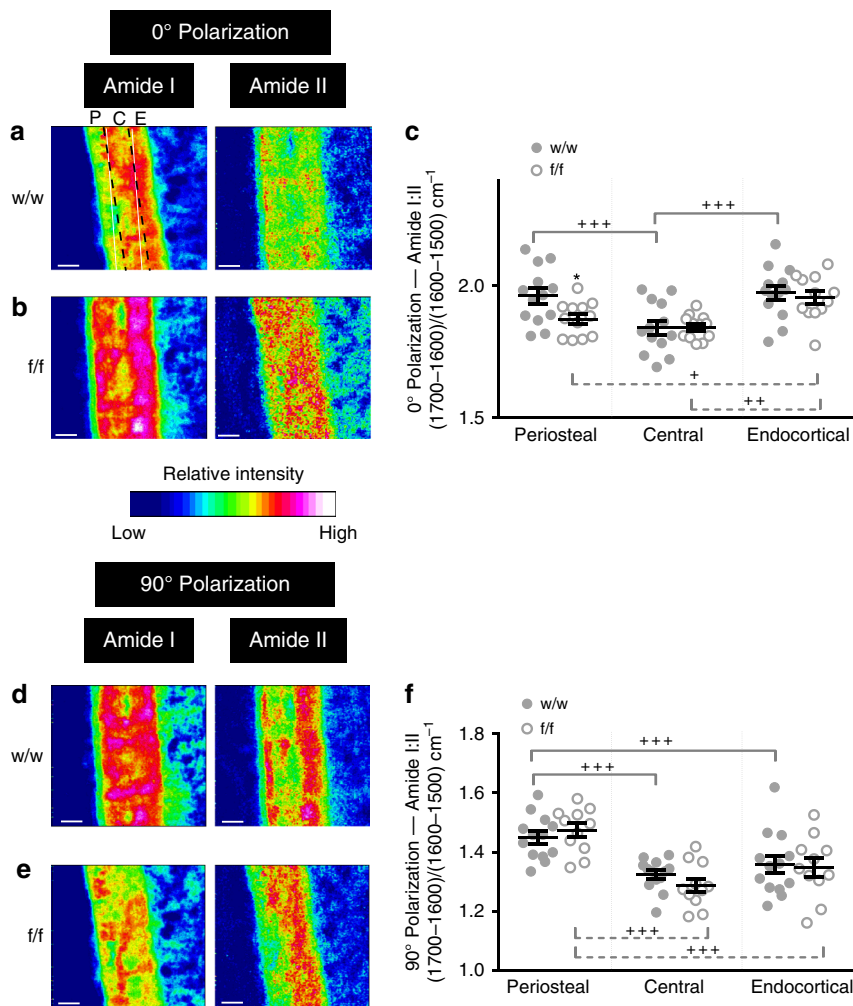 0° Polarization
Amide I
Amide II
P C E
a
w/w
b
f/f
Relative intensity
Low
High
c
w/w
f/f
0° Polarization — Amide I:II
(1700–1600)/(1600–1500) cm⁻¹
2.0
1.5
+++
+++
*
+
++
Periosteal
Central
Endocortical
90° Polarization
Amide I
Amide II
d
w/w
e
f/f
f
w/w
f/f
90° Polarization — Amide I:II
(1700–1600)/(1600–1500) cm⁻¹
1.8
1.6
1.4
1.2
1.0
+++
+++
+++
+++
Periosteal
Central
Endocortical